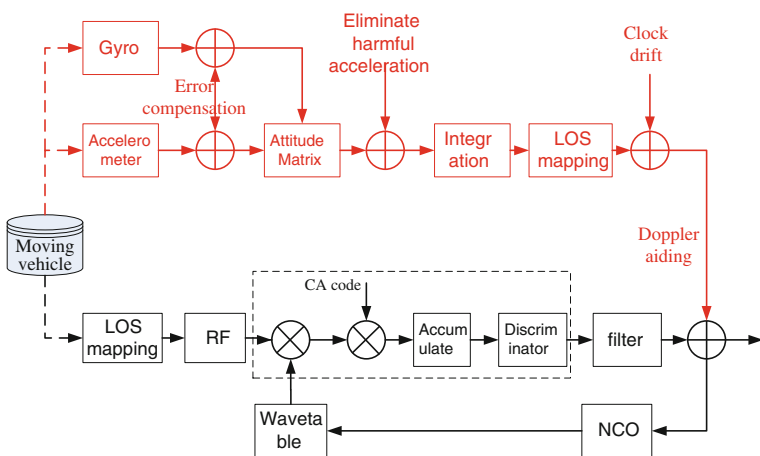 Gyro
Error
compensation
Accelero
meter
Attitude
Matrix
Eliminate
harmful
acceleration
Integr
ation
LOS
mapping
Clock
drift
Doppler
aiding
Moving
vehicle
LOS
mapping
RF
CA code
Accum
ulate
Discrim
inator
filter
Waveta
ble
NCO